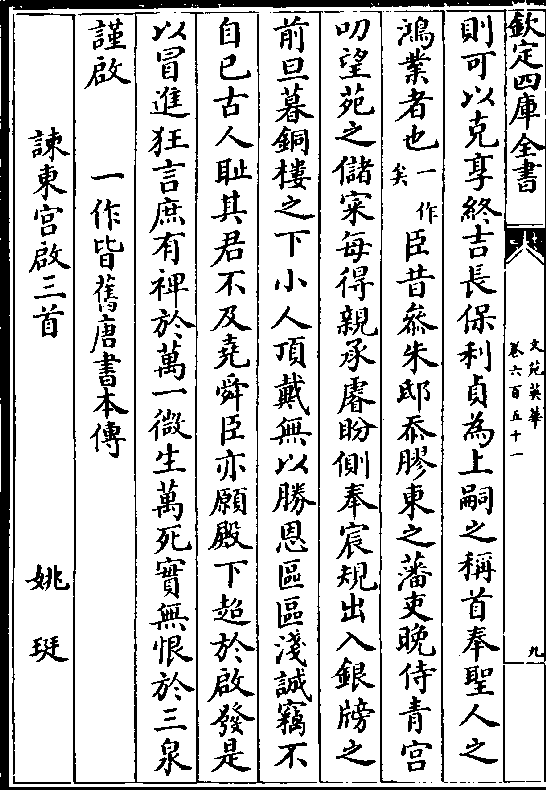 欽定四庫全書
文苑英華
卷六百五十一
九
則可以克享終吉長保利貞為上嗣之稱首奉聖人之
鴻業者也一作矣臣昔叅朱邸忝膠東之藩吏晚侍青宮
叨望苑之儲寀每得親承睿盼側奉宸規出入銀牓之
前旦暮銅樓之下小人頂戴無以勝恩區區淺誠竊不
自已古人耻其君不及堯舜臣亦願殿下超於啟發是
以冒進狂言庶有裨於萬一微生萬死實無恨於三泉
謹啟　一作皆舊唐書本傳
諫東宮啟三首　姚珽